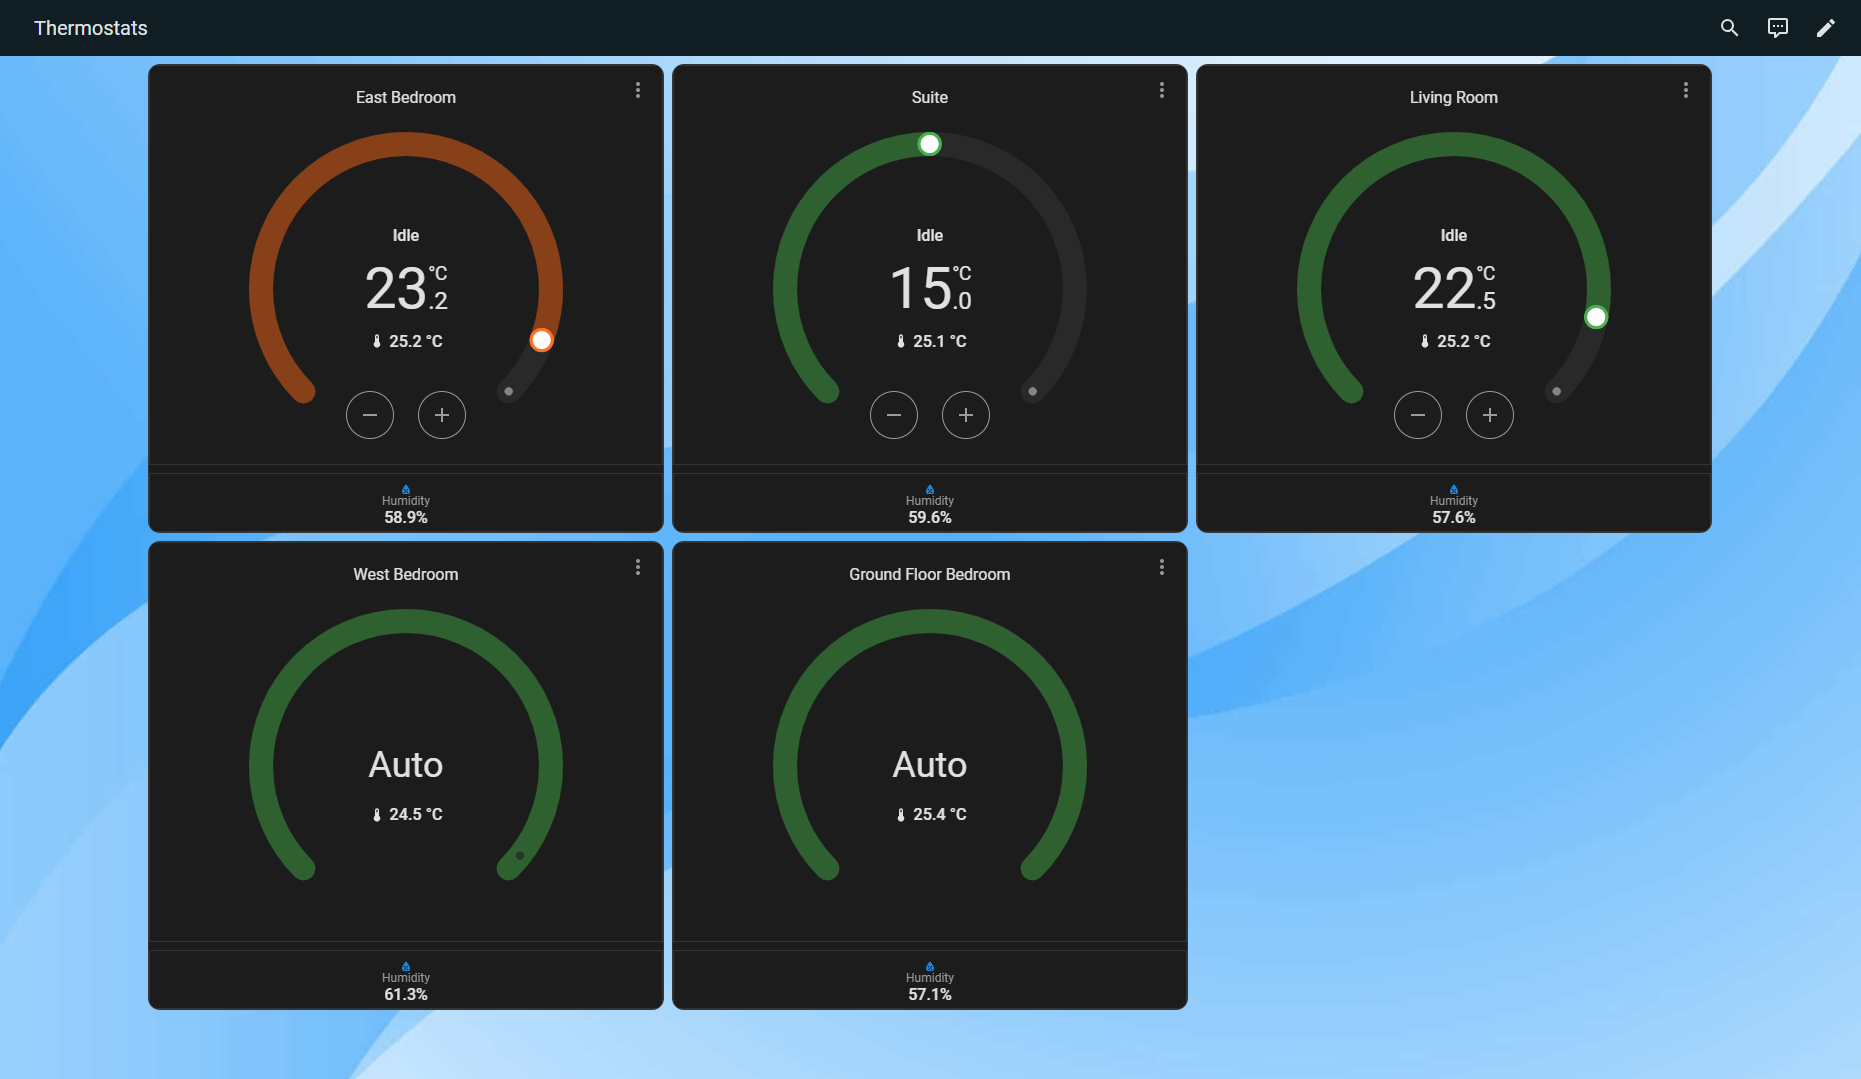 Thermostats
East Bedroom
Idle
23.2 °C
25.2 °C
Humidity
58.9%
Suite
Idle
15.0 °C
25.1 °C
Humidity
59.6%
Living Room
Idle
22.5 °C
25.2 °C
Humidity
57.6%
West Bedroom
Auto
24.5 °C
Humidity
61.3%
Ground Floor Bedroom
Auto
25.4 °C
Humidity
57.1%